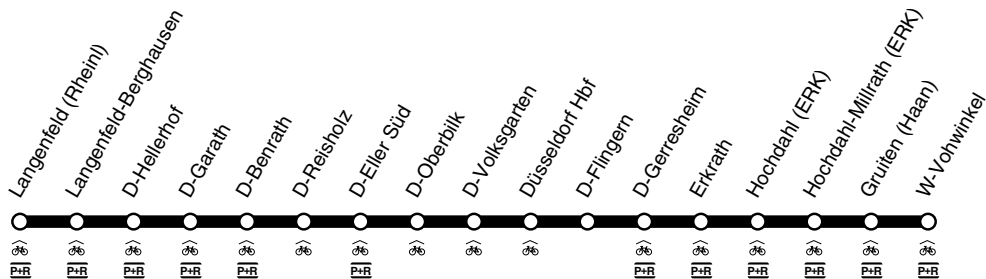 Langenfeld (Rheinl)
Langenfeld-Berghausen
D-Hellerhof
D-Garath
D-Benrath
D-Reisholz
D-Eller Süd
D-Oberbilk
D-Volksgarten
Düsseldorf Hbf
D-Flingern
D-Gerresheim
Erkrath
Hochdahl (ERK)
Hochdahl-Millrath (ERK)
Gruiten (Haan)
W-Vohwinkel
P+R P+R P+R P+R P+R P+R P+R P+R P+R P+R P+R P+R